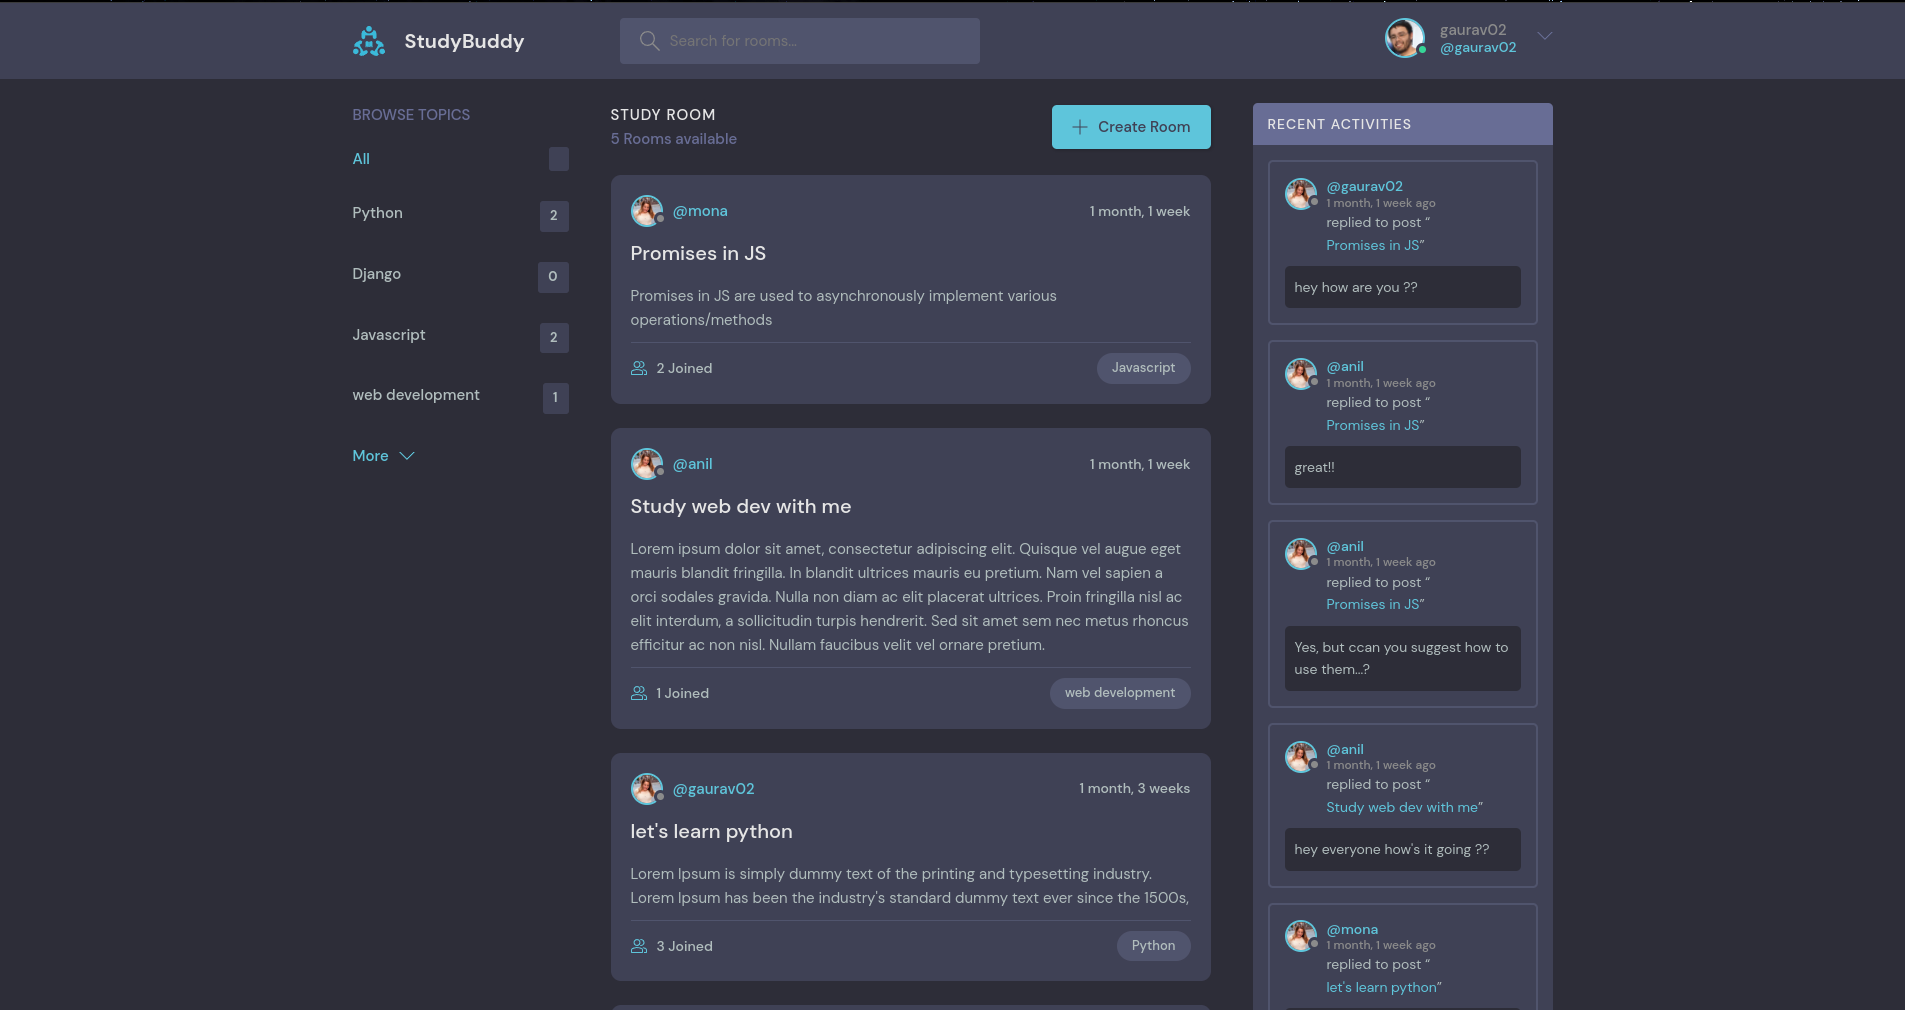 StudyBuddy
Search for rooms...
gaurav02
@gaurav02
BROWSE TOPICS
All
Python 2
Django 0
Javascript 2
web development 1
More
STUDY ROOM
5 Rooms available
Create Room
@mona 1 month, 1 week
Promises in JS
Promises in JS are used to asynchronously implement various
operations/methods
2 Joined Javascript
@anil 1 month, 1 week
Study web dev with me
Lorem ipsum dolor sit amet, consectetur adipiscing elit. Quisque vel augue eget
mauris blandit fringilla. In blandit ultrices mauris eu pretium. Nam vel sapien a
orci sodales gravida. Nulla non diam ac elit placerat ultrices. Proin fringilla nisl ac
elit interdum, a sollicitudin turpis hendrerit. Sed sit amet sem nec metus rhoncus
efficitur ac non nisl. Nullam faucibus velit vel ornare pretium.
1 Joined web development
@gaurav02 1 month, 3 weeks
let's learn python
Lorem Ipsum is simply dummy text of the printing and typesetting industry.
Lorem Ipsum has been the industry's standard dummy text ever since the 1500s,
3 Joined Python
RECENT ACTIVITIES
@gaurav02
1 month, 1 week ago
replied to post “
Promises in JS”
hey how are you ??
@anil
1 month, 1 week ago
replied to post “
Promises in JS”
great!!
@anil
1 month, 1 week ago
replied to post “
Promises in JS”
Yes, but ccan you suggest how to
use them...?
@anil
1 month, 1 week ago
replied to post “
Study web dev with me”
hey everyone how's it going ??
@mona
1 month, 1 week ago
replied to post “
let's learn python”